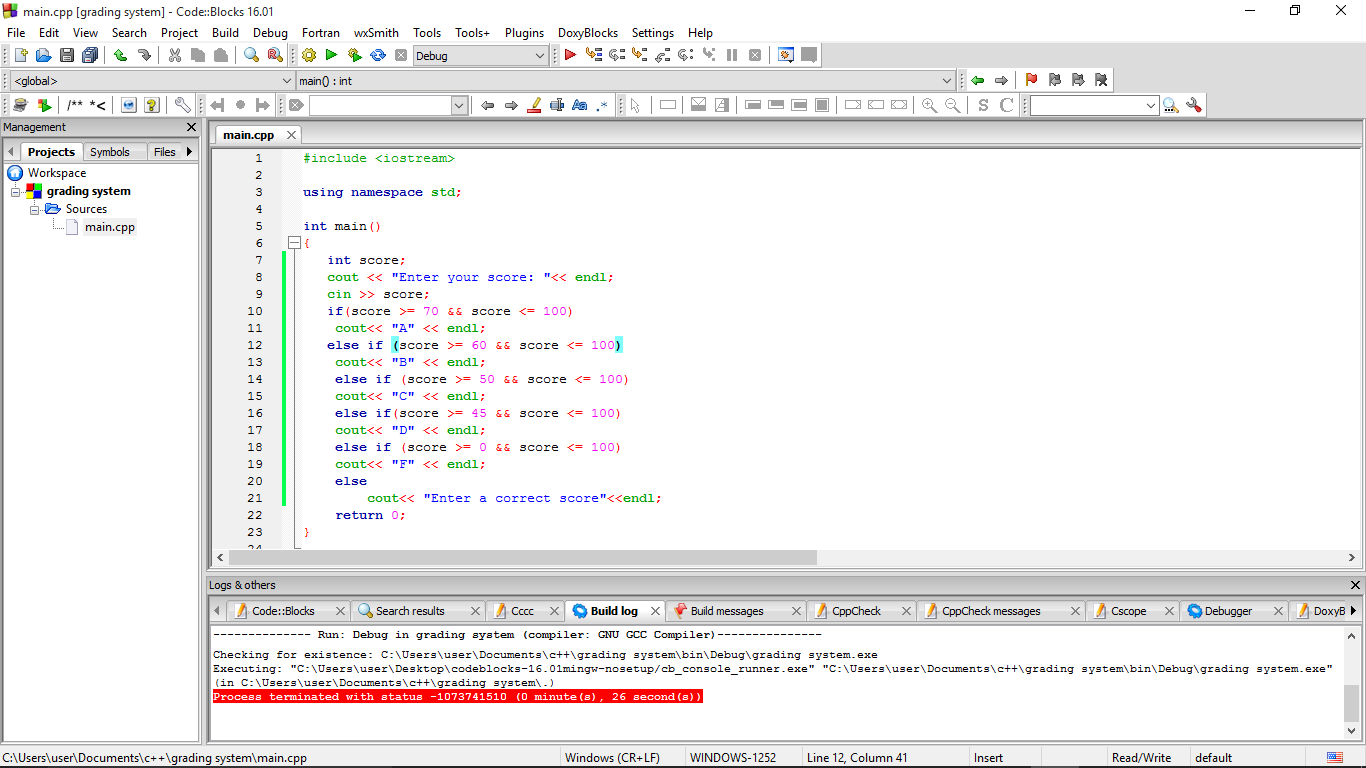 main.cpp [grading system] - Code::Blocks 16.01
File Edit View Search Project Build Debug Fortran wxSmith Tools Tools+ Plugins DoxyBlocks Settings Help
Debug
<global> main() : int
/** *< Aa .* S C
Management
Projects Symbols Files
Workspace
grading system
Sources
main.cpp
main.cpp
1 #include <iostream>
2
3 using namespace std;
4
5 int main()
6 {
7 int score;
8 cout << "Enter your score: "<< endl;
9 cin >> score;
10 if(score >= 70 && score <= 100)
11 cout<< "A" << endl;
12 else if (score >= 60 && score <= 100)
13 cout<< "B" << endl;
14 else if (score >= 50 && score <= 100)
15 cout<< "C" << endl;
16 else if(score >= 45 && score <= 100)
17 cout<< "D" << endl;
18 else if (score >= 0 && score <= 100)
19 cout<< "F" << endl;
20 else
21 cout<< "Enter a correct score"<<endl;
22 return 0;
23 }
24
Logs & others
Code::Blocks Search results Cccc Build log Build messages CppCheck CppCheck messages Cscope Debugger DoxyB
-------------- Run: Debug in grading system (compiler: GNU GCC Compiler)---------------
Checking for existence: C:\Users\user\Documents\c++\grading system\bin\Debug\grading system.exe
Executing: "C:\Users\user\Desktop\codeblocks-16.01mingw-nosetup/cb_console_runner.exe" "C:\Users\user\Documents\c++\grading system\bin\Debug\grading system.exe"
(in C:\Users\user\Documents\c++\grading system\.)
Process terminated with status -1073741510 (0 minute(s), 26 second(s))
C:\Users\user\Documents\c++\grading system\main.cpp Windows (CR+LF) WINDOWS-1252 Line 12, Column 41 Insert Read/Write default